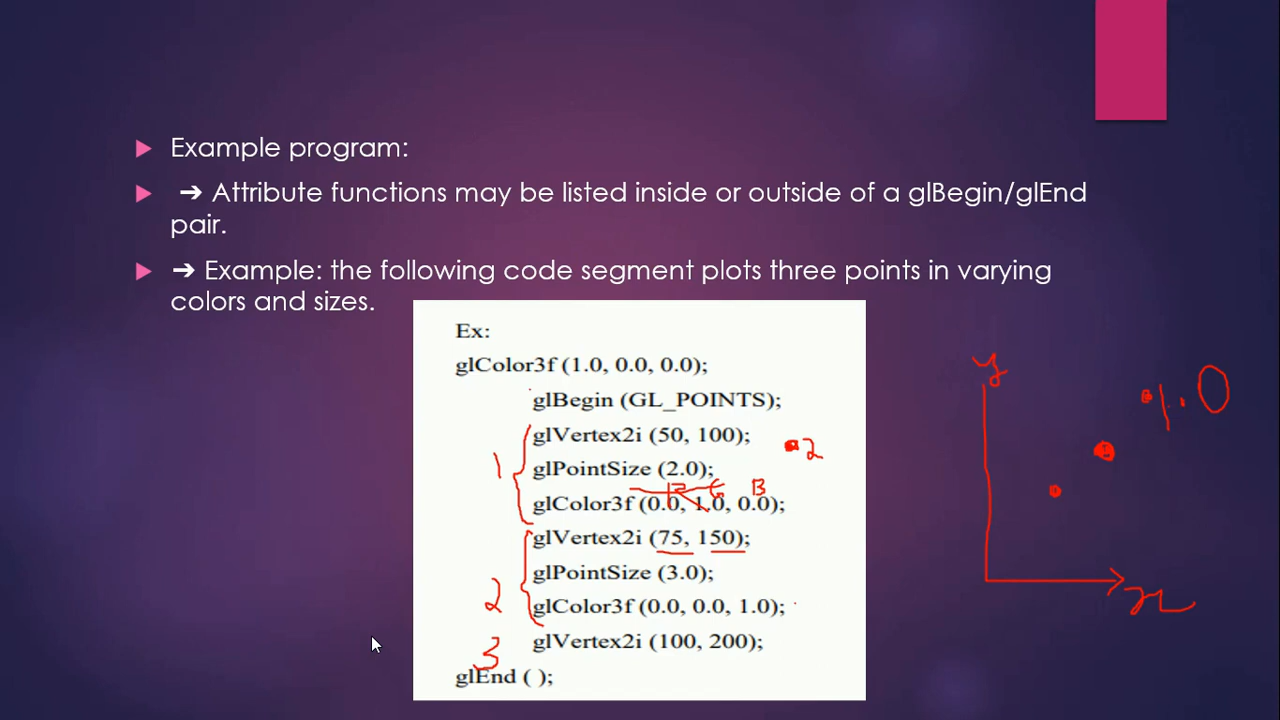 Example program:
➔ Attribute functions may be listed inside or outside of a glBegin/glEnd
pair.
➔ Example: the following code segment plots three points in varying
colors and sizes.
Ex:
glColor3f (1.0, 0.0, 0.0);
glBegin (GL_POINTS);
glVertex2i (50, 100);
glPointSize (2.0);
glColor3f (0.0, 1.0, 0.0);
glVertex2i (75, 150);
glPointSize (3.0);
glColor3f (0.0, 0.0, 1.0);
glVertex2i (100, 200);
glEnd ( );
1
2
3
2
R G B
y
1.0
x